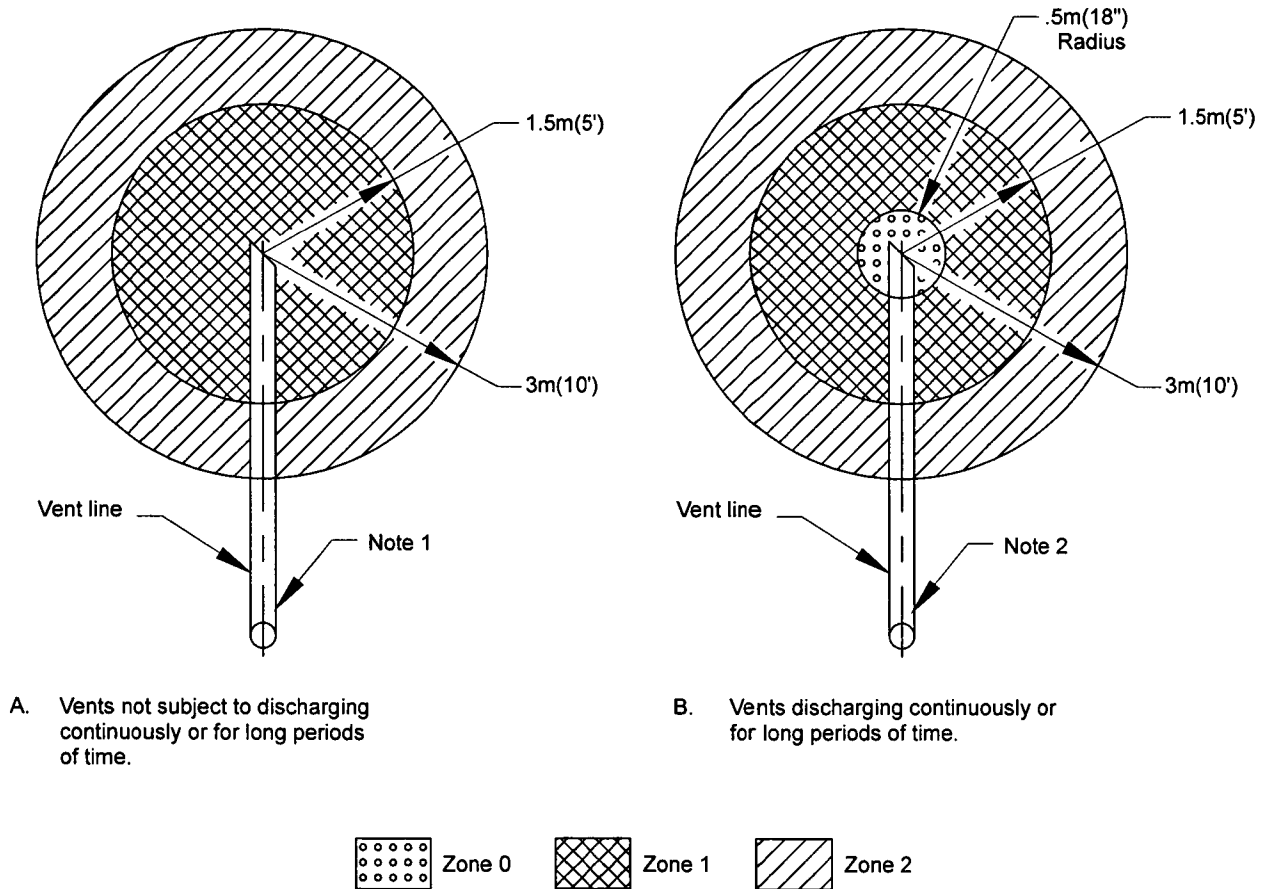 .5m(18")
Radius
1.5m(5')
1.5m(5')
3m(10')
3m(10')
Vent line
Note 1
Vent line
Note 2
A. Vents not subject to discharging
continuously or for long periods
of time.
B. Vents discharging continuously or
for long periods of time.
Zone 0
Zone 1
Zone 2